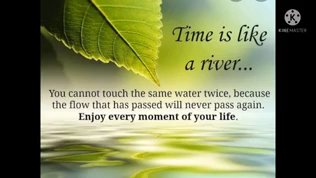 Time is like
a river...
KINEMASTER
You cannot touch the same water twice, because
the flow that has passed will never pass again.
Enjoy every moment of your life.